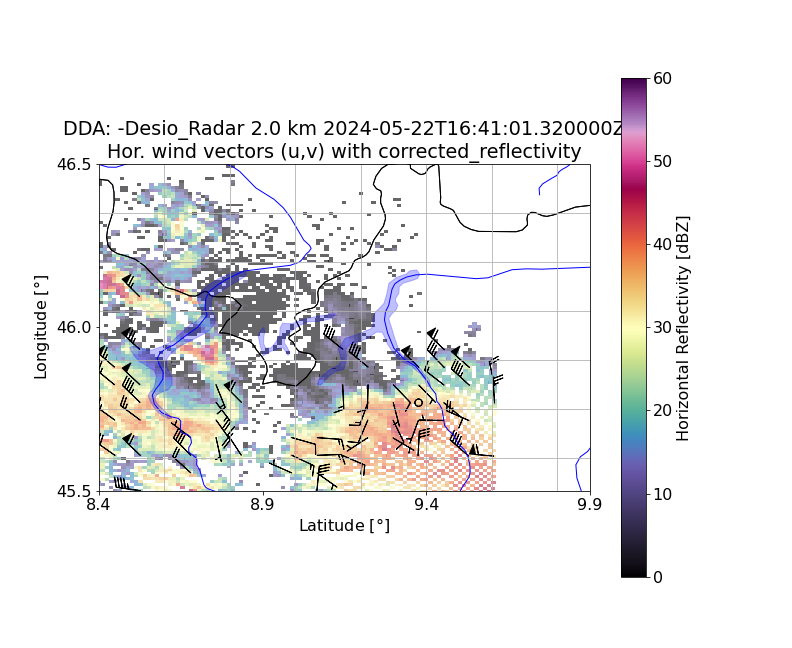 DDA: -Desio_Radar 2.0 km 2024-05-22T16:41:01.320000Z
Hor. wind vectors (u,v) with corrected_reflectivity
46.5
46.0
45.5
8.4
8.9
9.4
9.9
Longitude [°]
Latitude [°]
60
50
40
30
20
10
0
Horizontal Reflectivity [dBZ]